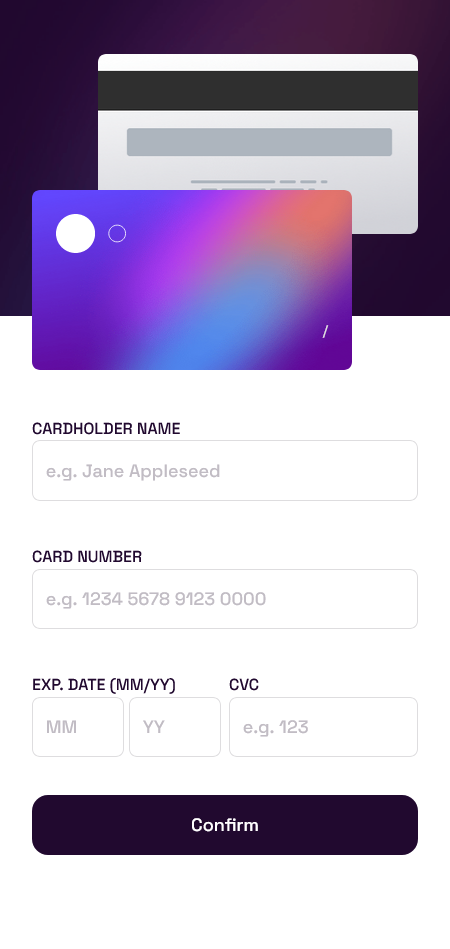 /
CARDHOLDER NAME
e.g. Jane Appleseed
CARD NUMBER
e.g. 1234 5678 9123 0000
EXP. DATE (MM/YY) CVC
MM YY e.g. 123
Confirm